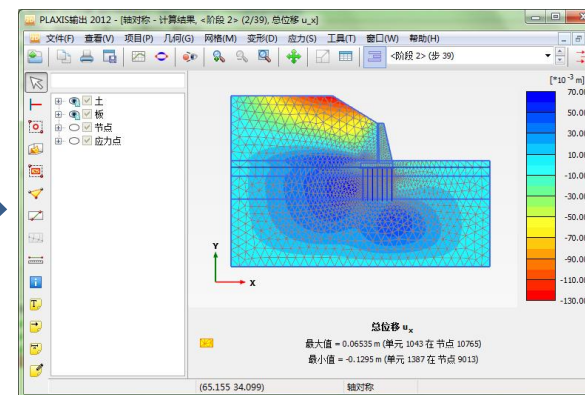 PLAXIS输出 2012 - [轴对称 - 计算结果, <阶段 2> (2/39), 总位移 u_x]
文件(F) 查看(V) 项目(P) 几何(G) 网格(M) 变形(D) 应力(S) 工具(T) 窗口(W) 帮助(H)
<阶段 2> (步 39)
土
板
节点
应力点
[*10⁻³ m]
70.00
50.00
30.00
10.00
-10.00
-30.00
-50.00
-70.00
-90.00
-110.00
-130.00
Y
X
总位移 uₓ
最大值 = 0.06535 m (单元 1043 在 节点 10765)
最小值 = -0.1295 m (单元 1387 在 节点 9013)
(65.155 34.099) 轴对称